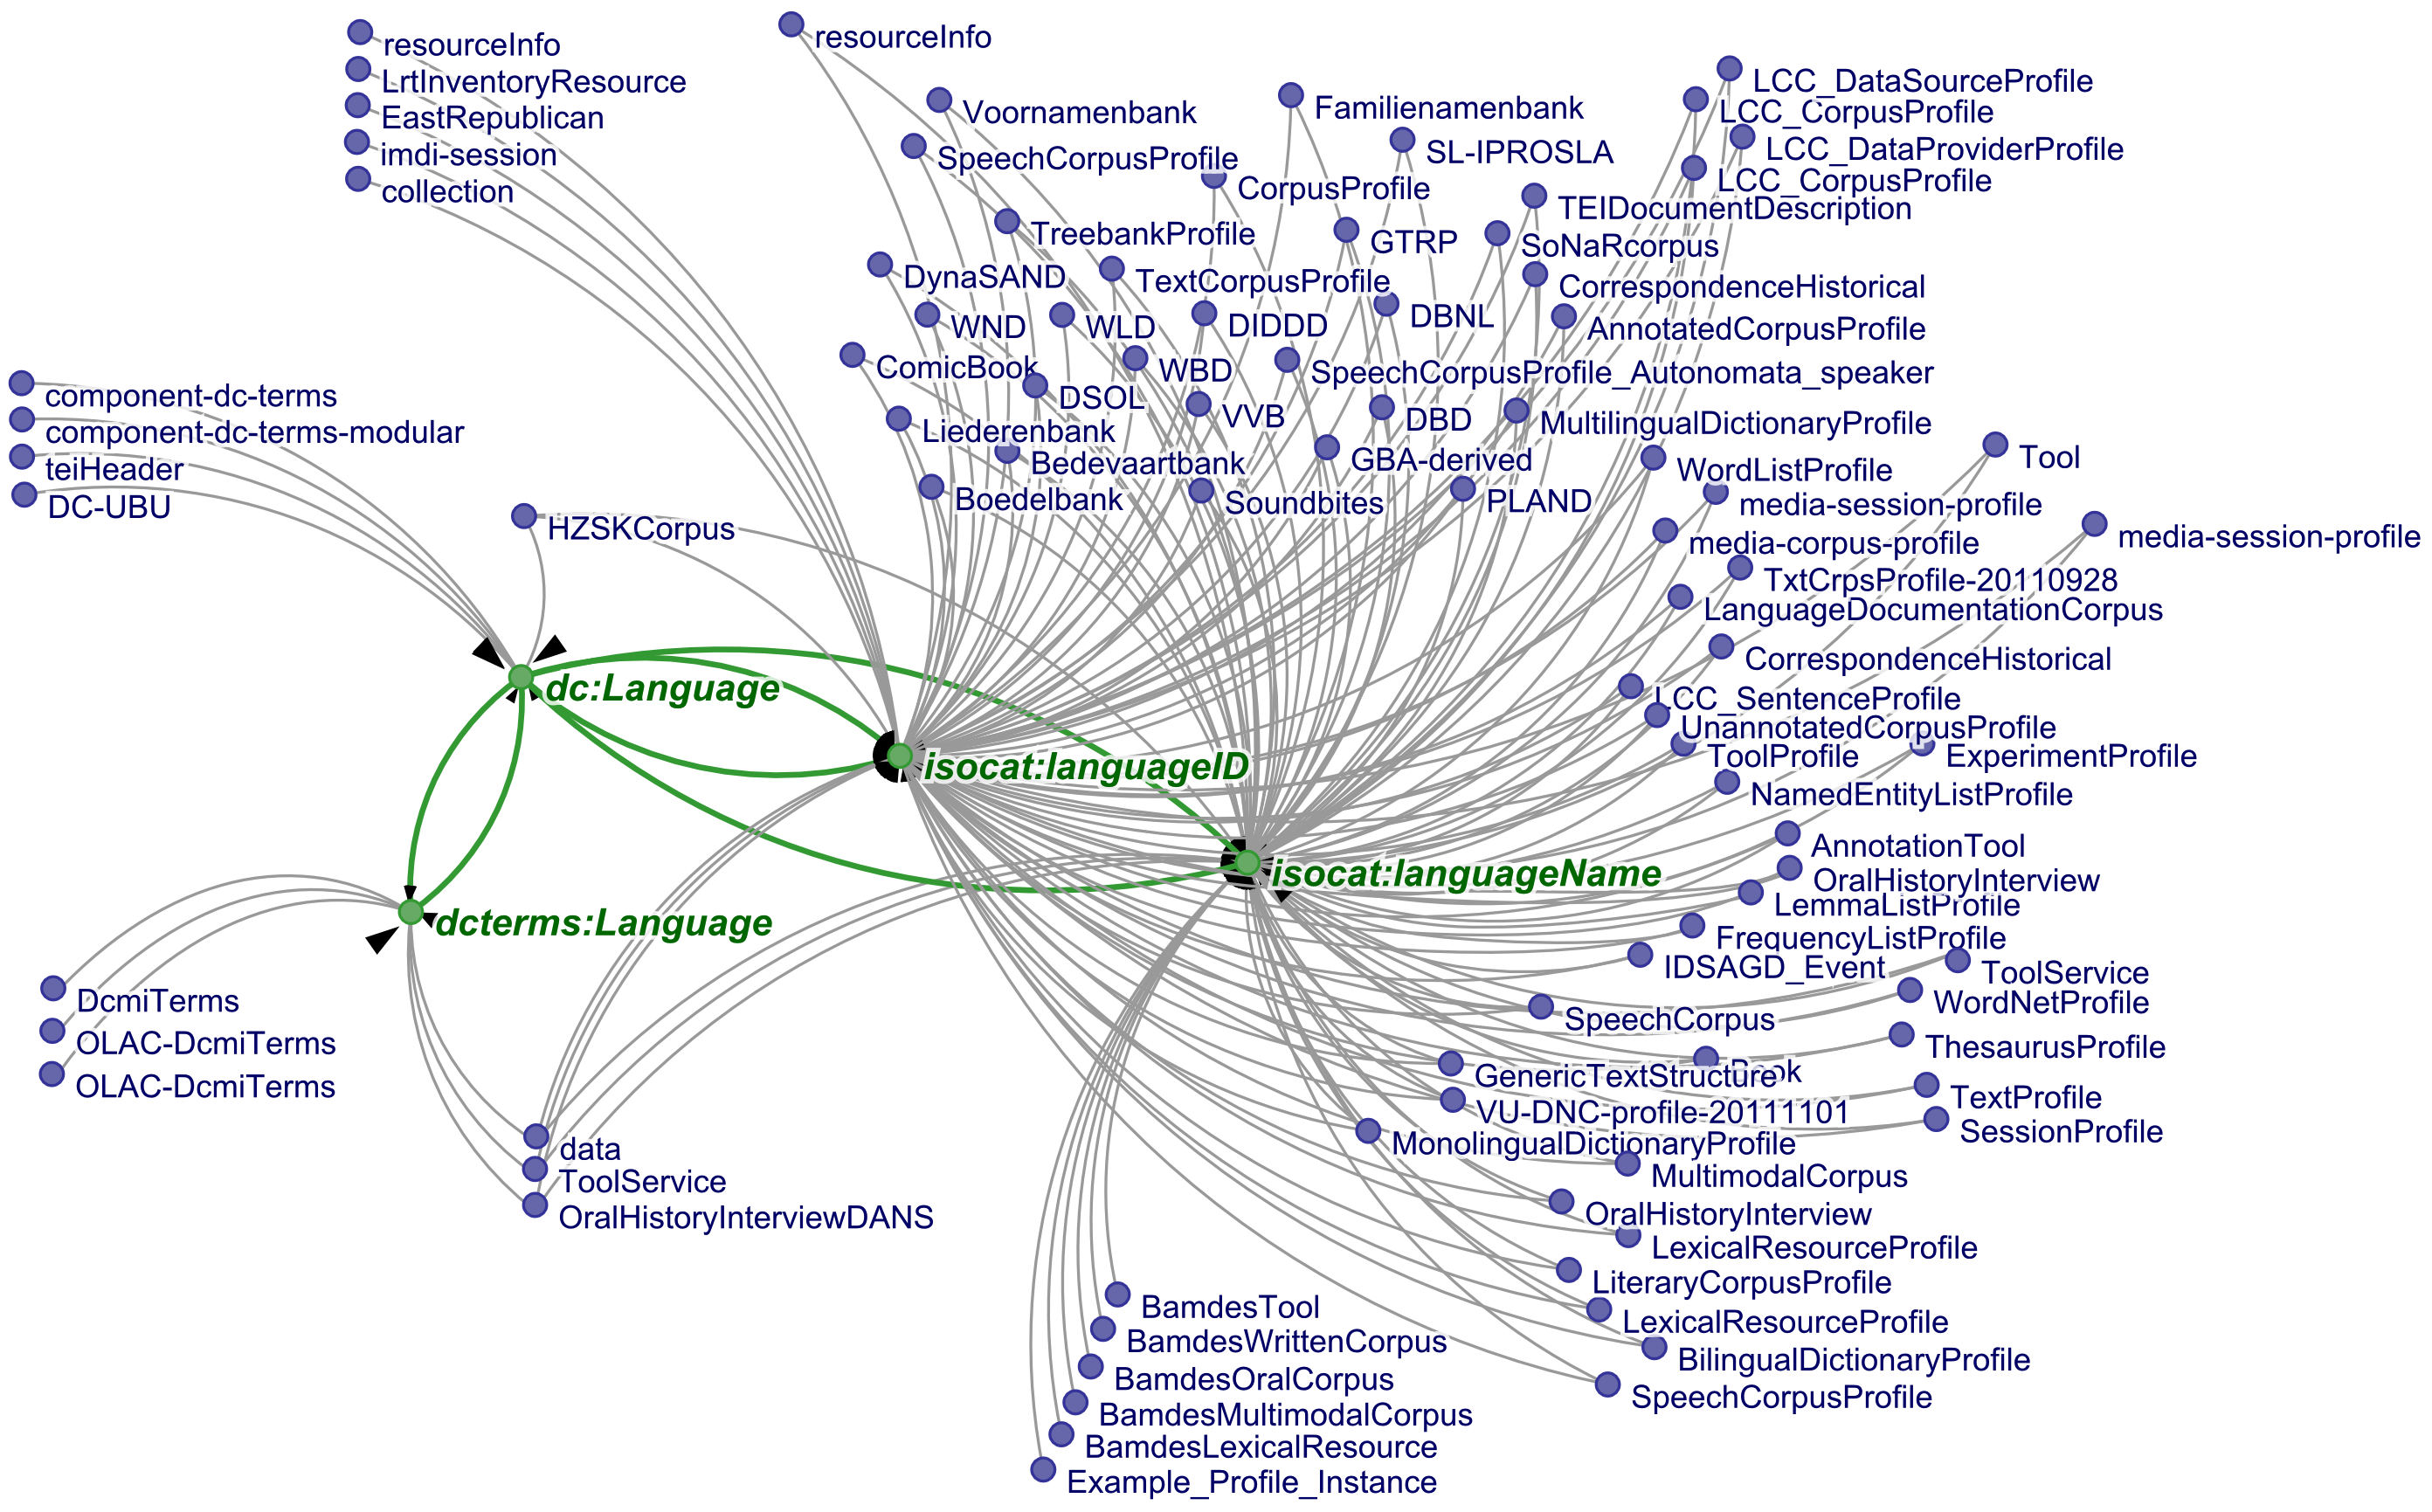 resourceInfo
LrtInventoryResource
EastRepublican
imdi-session
collection
resourceInfo
Voornamenbank
SpeechCorpusProfile
Familienamenbank
SL-IPROSLA
CorpusProfile
LCC_DataSourceProfile
LCC_CorpusProfile
LCC_DataProviderProfile
LCC_CorpusProfile
TEIDocumentDescription
TreebankProfile
GTRP
SoNaRcorpus
DynaSAND
TextCorpusProfile
CorrespondenceHistorical
WND
WLD
DIDDD
DBNL
AnnotatedCorpusProfile
ComicBook
WBD
SpeechCorpusProfile_Autonomata_speaker
DSOL
VVB
DBD
MultilingualDictionaryProfile
Liederenbank
Bedevaartbank
GBA-derived
WordListProfile
Tool
Boedelbank
Soundbites
PLAND
media-session-profile
component-dc-terms
component-dc-terms-modular
teiHeader
DC-UBU
HZSKCorpus
media-corpus-profile
media-session-profile
TxtCrpsProfile-20110928
LanguageDocumentationCorpus
CorrespondenceHistorical
dc:Language
LCC_SentenceProfile
UnannotatedCorpusProfile
ToolProfile
ExperimentProfile
isocat:languageID
NamedEntityListProfile
AnnotationTool
isocat:languageName
OralHistoryInterview
LemmaListProfile
dcterms:Language
FrequencyListProfile
IDSAGD_Event
ToolService
WordNetProfile
DcmiTerms
OLAC-DcmiTerms
OLAC-DcmiTerms
SpeechCorpus
ThesaurusProfile
Book
GenericTextStructure
TextProfile
VU-DNC-profile-20111101
SessionProfile
MonolingualDictionaryProfile
data
ToolService
OralHistoryInterviewDANS
MultimodalCorpus
OralHistoryInterview
LexicalResourceProfile
LiteraryCorpusProfile
LexicalResourceProfile
BilingualDictionaryProfile
SpeechCorpusProfile
BamdesTool
BamdesWrittenCorpus
BamdesOralCorpus
BamdesMultimodalCorpus
BamdesLexicalResource
Example_Profile_Instance